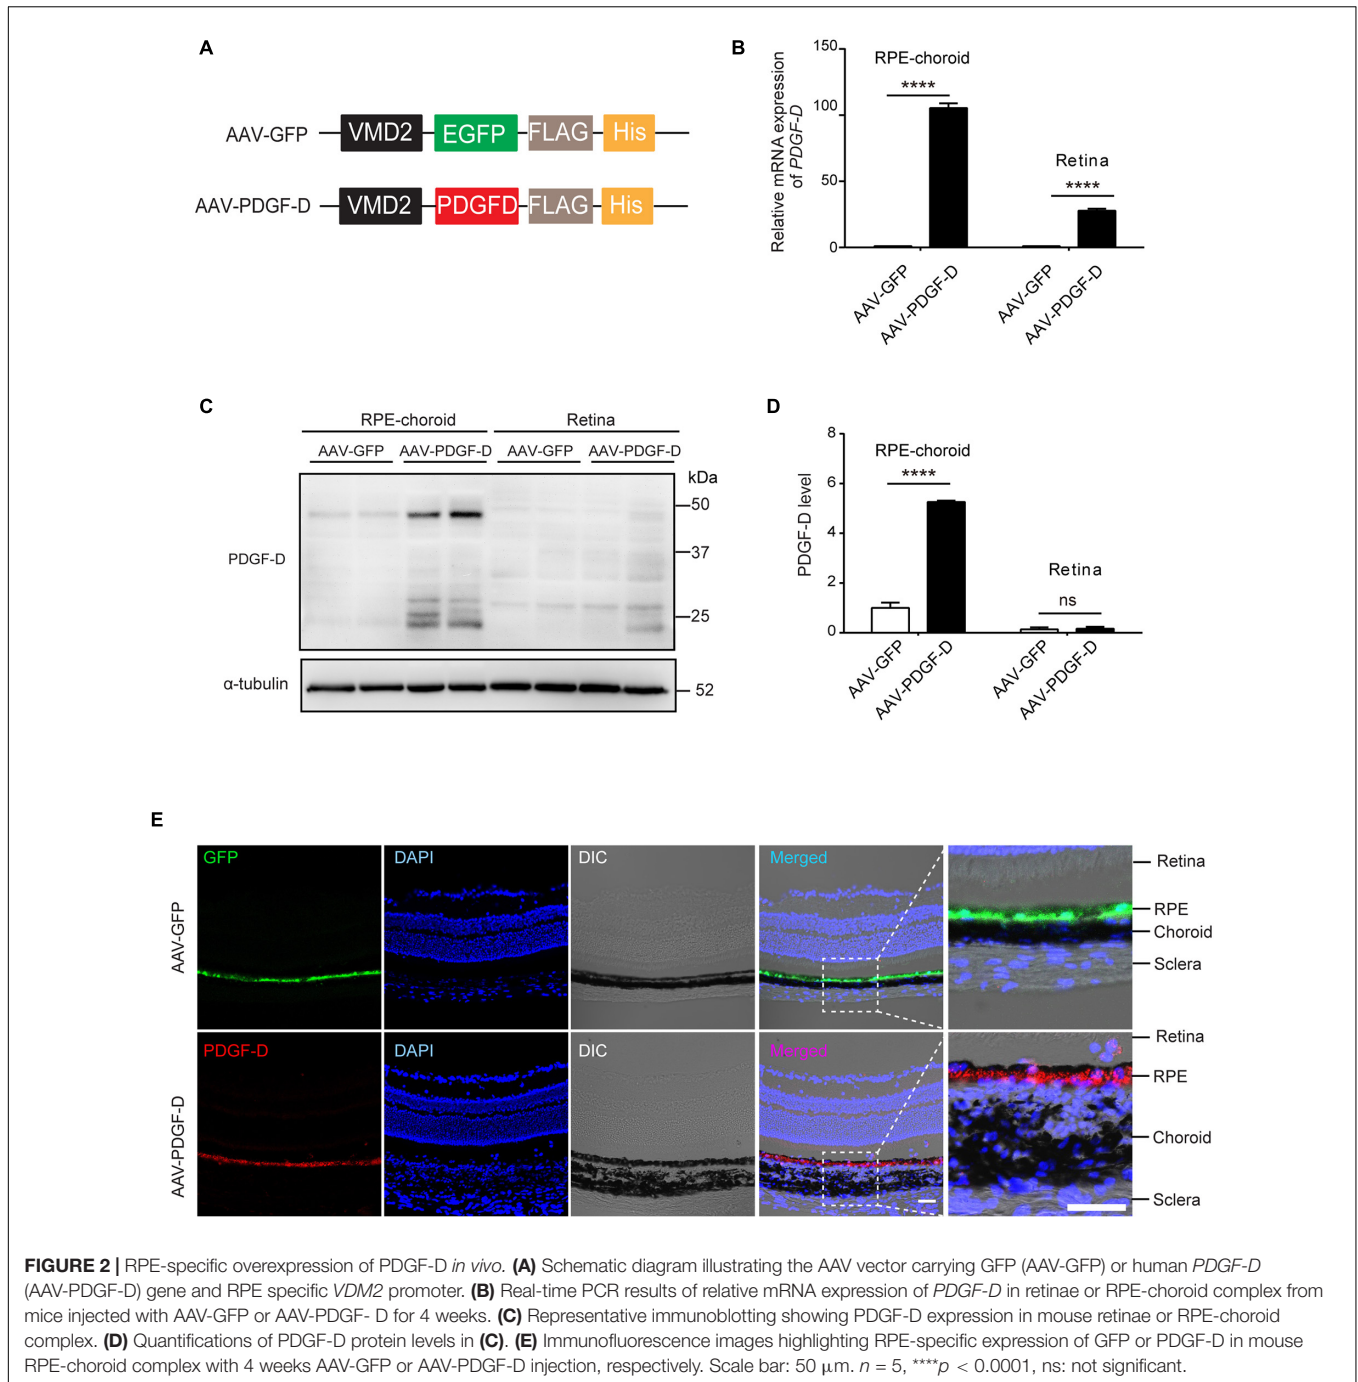 A
AAV-GFP VMD2 EGFP FLAG His
AAV-PDGF-D VMD2 PDGFD FLAG His
B
Relative mRNA expression
of PDGF-D
150
100
50
0
RPE-choroid
****
Retina
****
AAV-GFP
AAV-PDGF-D
AAV-GFP
AAV-PDGF-D
C
RPE-choroid Retina
AAV-GFP AAV-PDGF-D AAV-GFP AAV-PDGF-D
kDa
50
PDGF-D
37
25
α-tubulin
52
D
PDGF-D level
8
6
4
2
0
RPE-choroid
****
Retina
ns
AAV-GFP
AAV-PDGF-D
AAV-GFP
AAV-PDGF-D
E
AAV-GFP
GFP DAPI DIC Merged
Retina
RPE
Choroid
Sclera
AAV-PDGF-D
PDGF-D DAPI DIC Merged
Retina
RPE
Choroid
Sclera
FIGURE 2 | RPE-specific overexpression of PDGF-D in vivo. (A) Schematic diagram illustrating the AAV vector carrying GFP (AAV-GFP) or human PDGF-D
(AAV-PDGF-D) gene and RPE specific VDM2 promoter. (B) Real-time PCR results of relative mRNA expression of PDGF-D in retinae or RPE-choroid complex from
mice injected with AAV-GFP or AAV-PDGF- D for 4 weeks. (C) Representative immunoblotting showing PDGF-D expression in mouse retinae or RPE-choroid
complex. (D) Quantifications of PDGF-D protein levels in (C). (E) Immunofluorescence images highlighting RPE-specific expression of GFP or PDGF-D in mouse
RPE-choroid complex with 4 weeks AAV-GFP or AAV-PDGF-D injection, respectively. Scale bar: 50 μm. n = 5, ****p < 0.0001, ns: not significant.